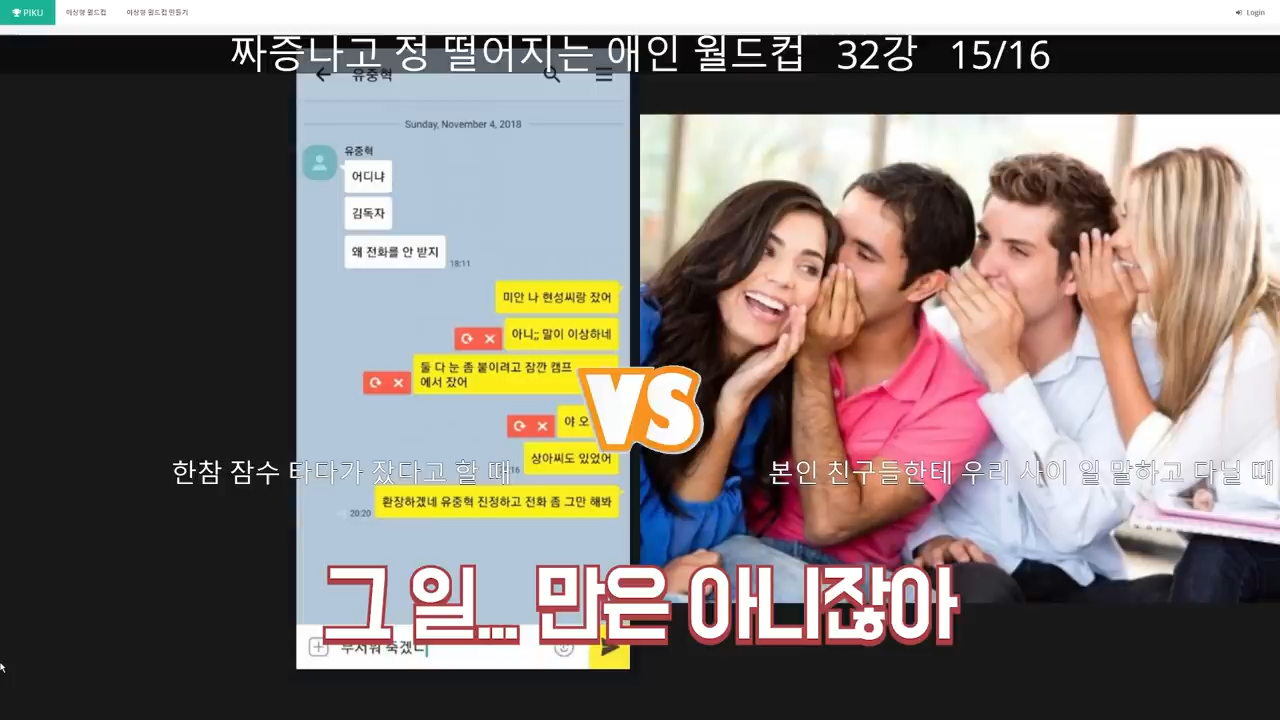 PIKU
이상형 월드컵
이상형 월드컵 만들기
Login
짜증나고 정 떨어지는 애인 월드컵 32강 15/16
유중혁
Sunday, November 4, 2018
유중혁
어디냐
김독자
왜 전화를 안 받지
18:11
미안 나 현성씨랑 잤어
아니;; 말이 이상하네
둘 다 눈 좀 붙이려고 잠깐 캠프
에서 잤어
야 오
VS
상아씨도 있었어
한참 잠수 타다가 잤다고 할 때
본인 친구들한테 우리 사이 일 말하고 다닐 때
환장하겠네 유중혁 진정하고 전화 좀 그만 해봐
20:20
그 일... 만은 아니잖아
무서워 죽겠ㄴ